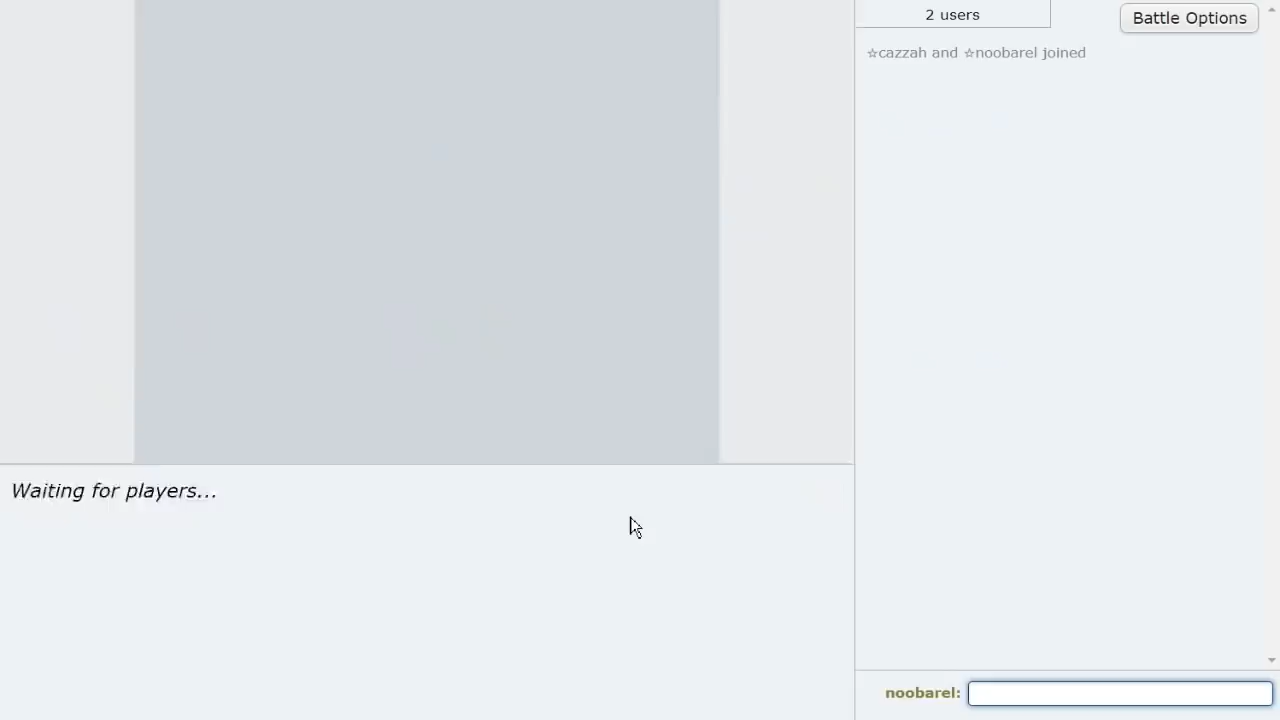 2 users
Battle Options
☆cazzah and ☆noobarel joined
Waiting for players...
noobarel: